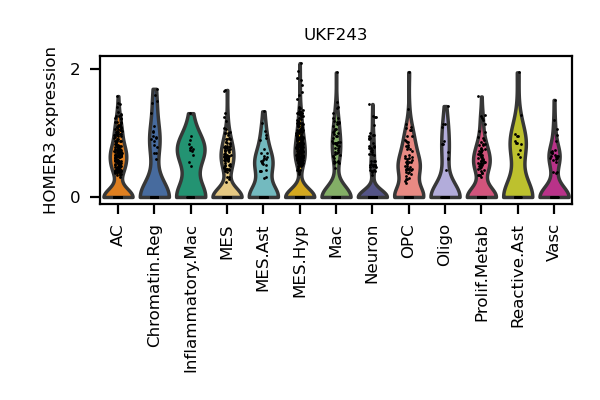 UKF243
HOMER3 expression
2
0
AC
Chromatin.Reg
Inflammatory.Mac
MES
MES.Ast
MES.Hyp
Mac
Neuron
OPC
Oligo
Prolif.Metab
Reactive.Ast
Vasc